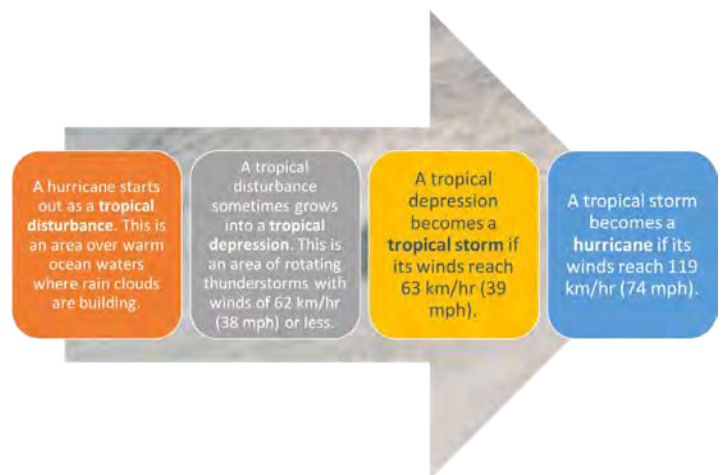 A hurricane starts
out as a tropical
disturbance. This is
an area over warm
ocean waters
where rain clouds
are building.
A tropical
disturbance
sometimes grows
into a tropical
depression. This is
an area of rotating
thunderstorms with
winds of 62 km/hr
(38 mph) or less.
A tropical
depression
becomes a
tropical storm if
its winds reach
63 km/hr (39
mph).
A tropical storm
becomes a
hurricane if its
winds reach 119
km/hr (74 mph).